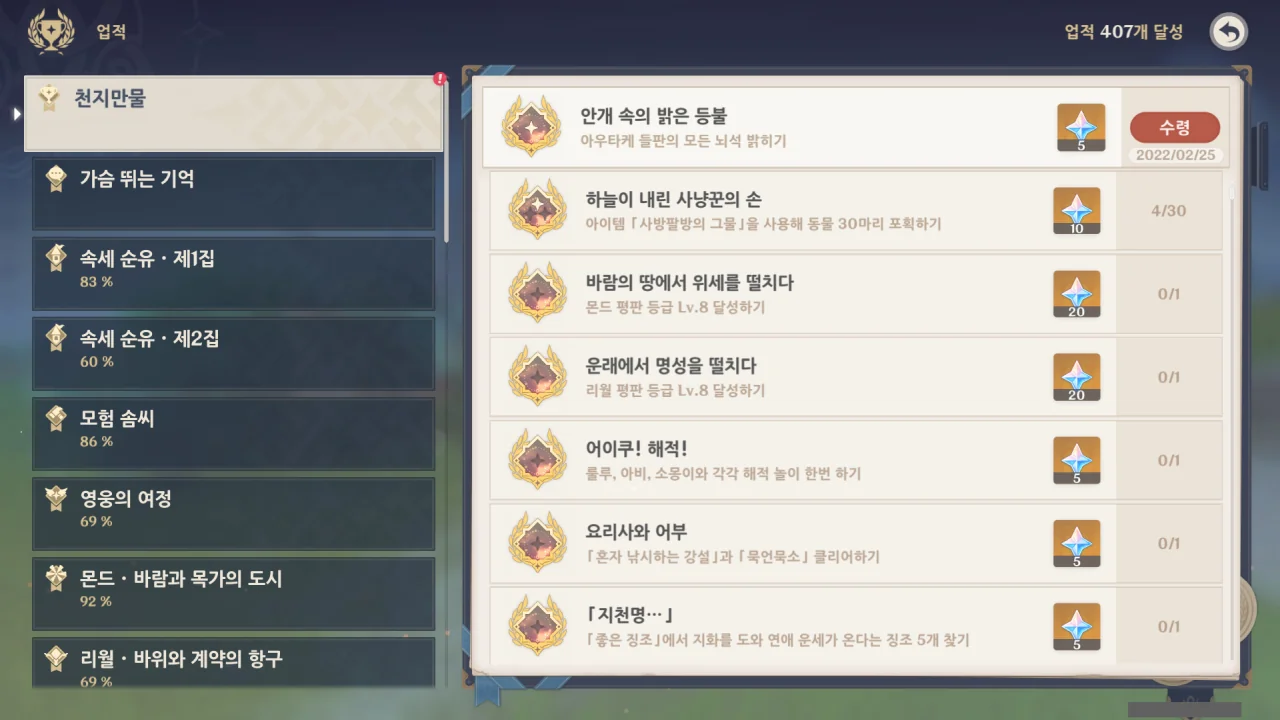 업적
업적 407개 달성
천지만물
가슴 뛰는 기억
속세 순유 · 제1집
83 %
속세 순유 · 제2집
60 %
모험 솜씨
86 %
영웅의 여정
69 %
몬드 · 바람과 목가의 도시
92 %
리월 · 바위와 계약의 항구
69 %
안개 속의 밝은 등불
아우타케 들판의 모든 뇌석 밝히기
5
수령
2022/02/25
하늘이 내린 사냥꾼의 손
아이템「사방팔방의 그물」을 사용해 동물 30마리 포획하기
10
4/30
바람의 땅에서 위세를 떨치다
몬드 평판 등급 Lv.8 달성하기
20
0/1
운래에서 명성을 떨치다
리월 평판 등급 Lv.8 달성하기
20
0/1
어이쿠! 해적!
룰루, 아비, 소몽이와 각각 해적 놀이 한번 하기
5
0/1
요리사와 어부
「혼자 낚시하는 강설」과 「묵언묵소」 클리어하기
5
0/1
「지천명…」
「좋은 징조」에서 지화를 도와 연애 운세가 온다는 징조 5개 찾기
5
0/1